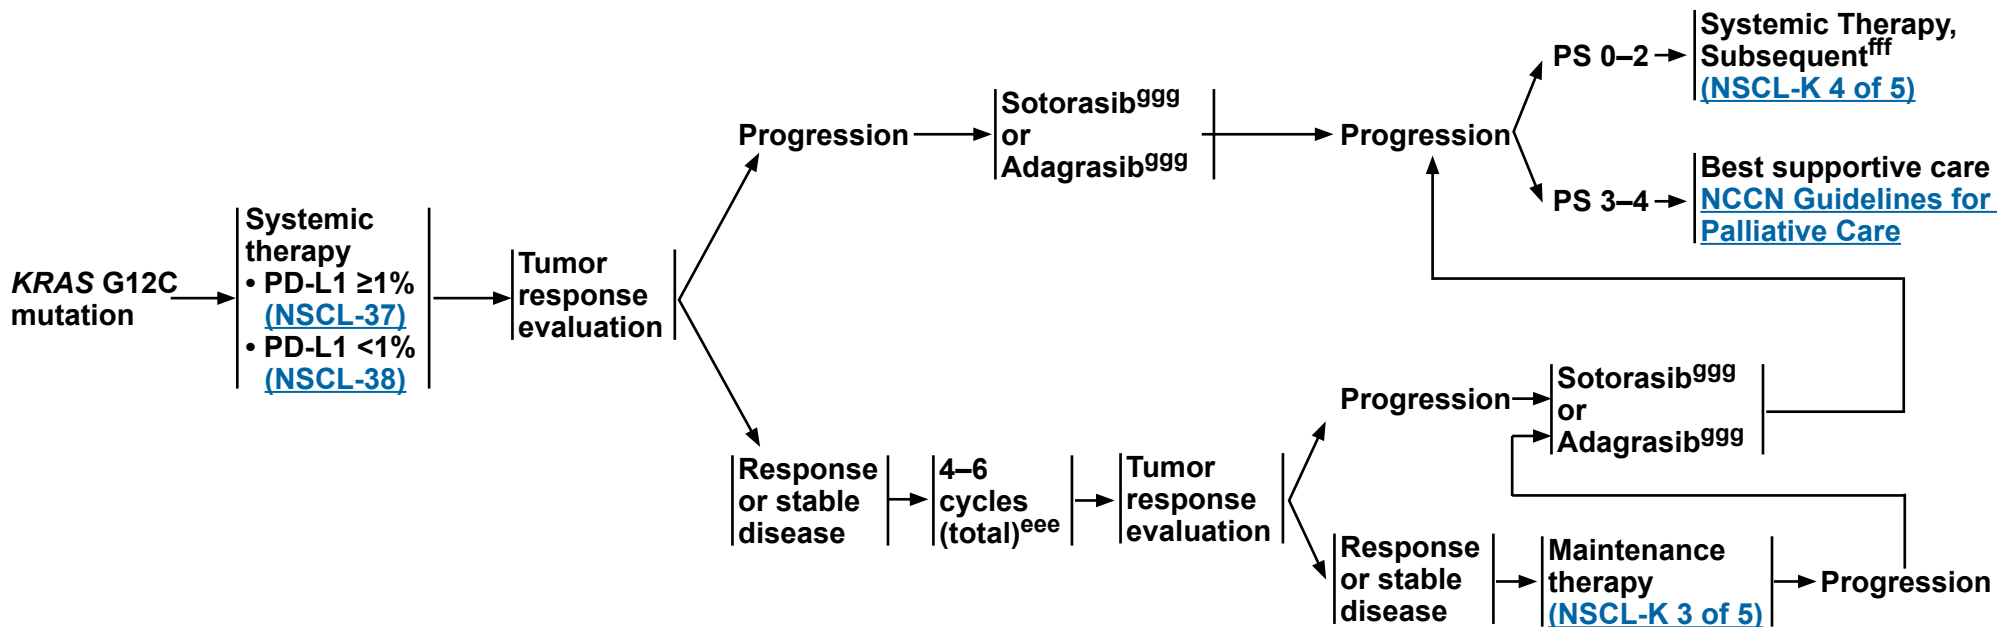 KRAS G12C
mutation
Systemic
therapy
• PD-L1 ≥1%
(NSCL-37)
• PD-L1 <1%
(NSCL-38)
Tumor
response
evaluation
Progression
Sotorasibggg
or
Adagrasibggg
Progression
PS 0–2
Systemic Therapy,
Subsequentfff
(NSCL-K 4 of 5)
PS 3–4
Best supportive care
NCCN Guidelines for
Palliative Care
Response
or stable
disease
4–6
cycles
(total)eee
Tumor
response
evaluation
Progression
Sotorasibggg
or
Adagrasibggg
Response
or stable
disease
Maintenance
therapy
(NSCL-K 3 of 5)
Progression